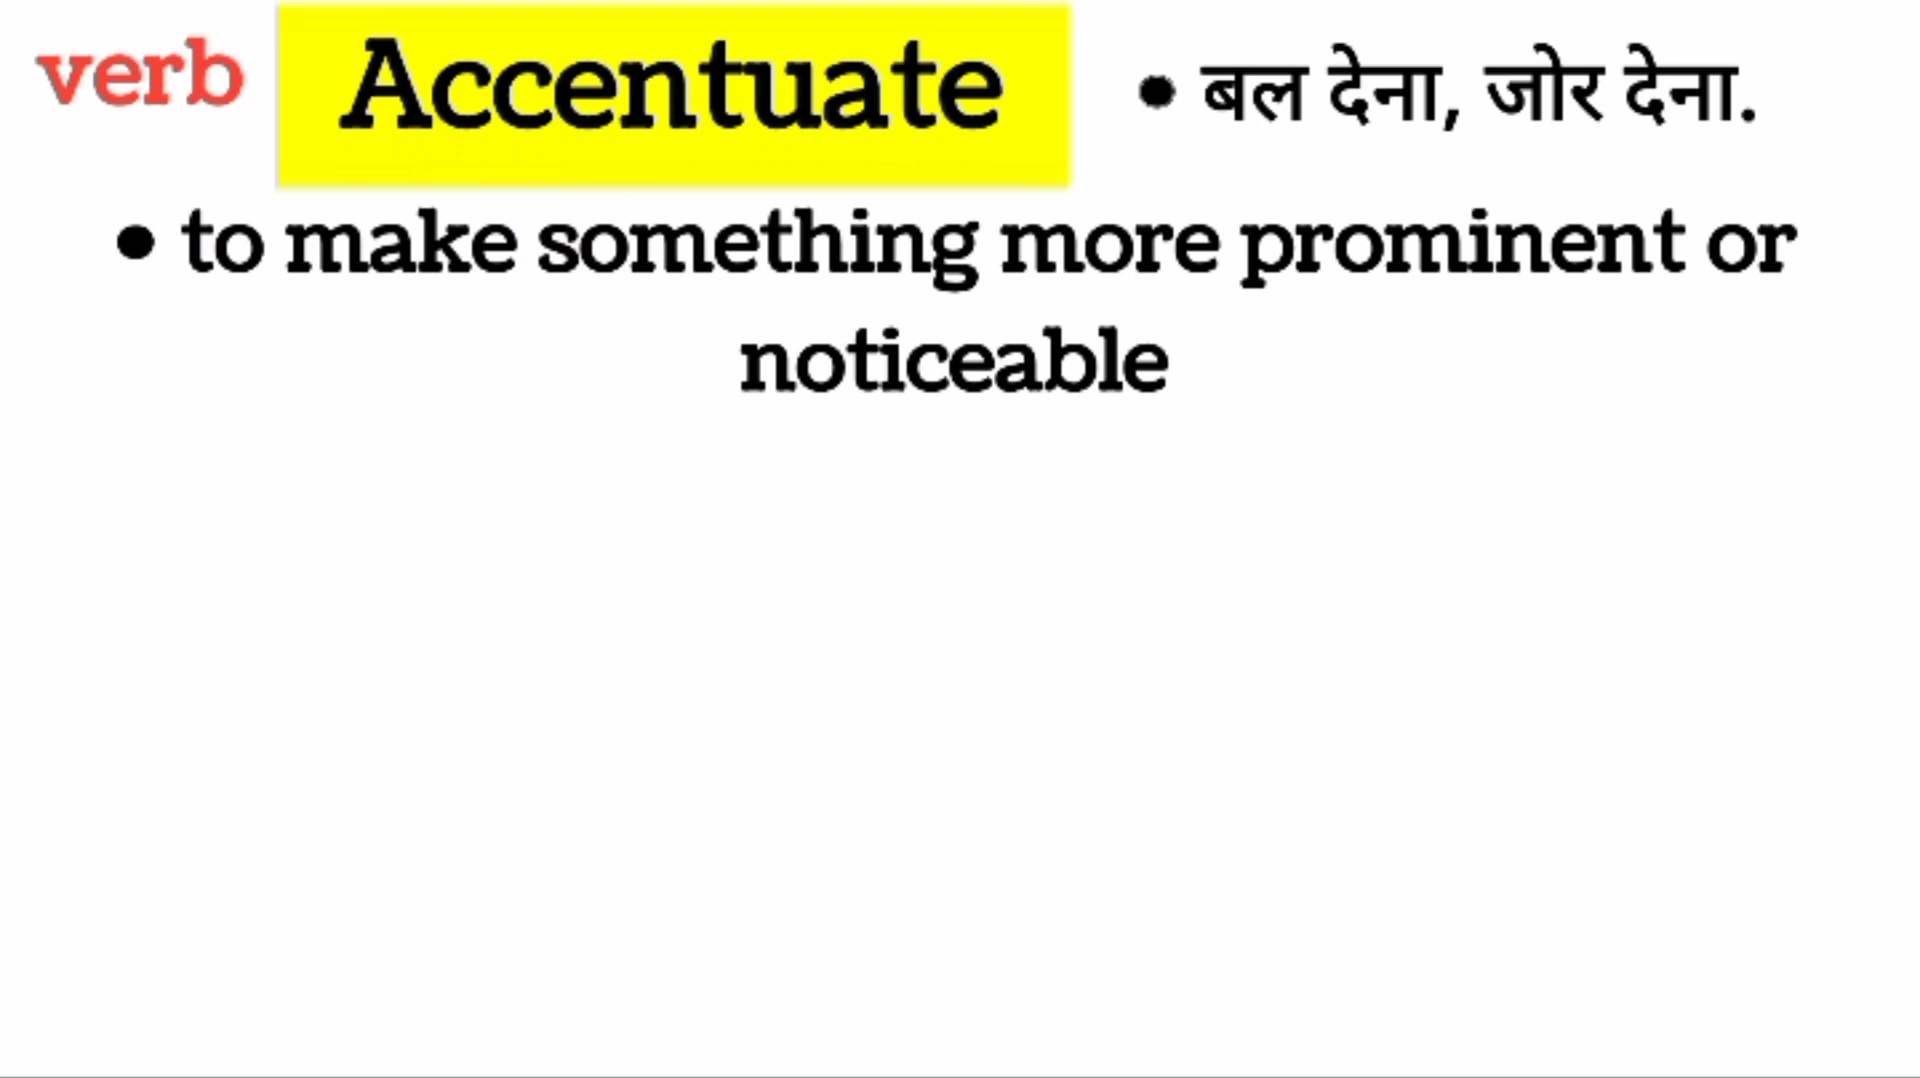 verb Accentuate • बल देना, जोर देना.
• to make something more prominent or
noticeable